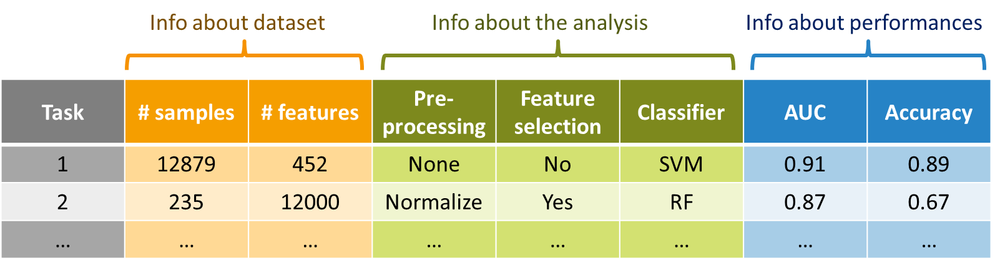 Info about dataset Info about the analysis Info about performances
Task # samples # features Pre-processing Feature selection Classifier AUC Accuracy
1 12879 452 None No SVM 0.91 0.89
2 235 12000 Normalize Yes RF 0.87 0.67
... ... ... ... ... ... ... ...